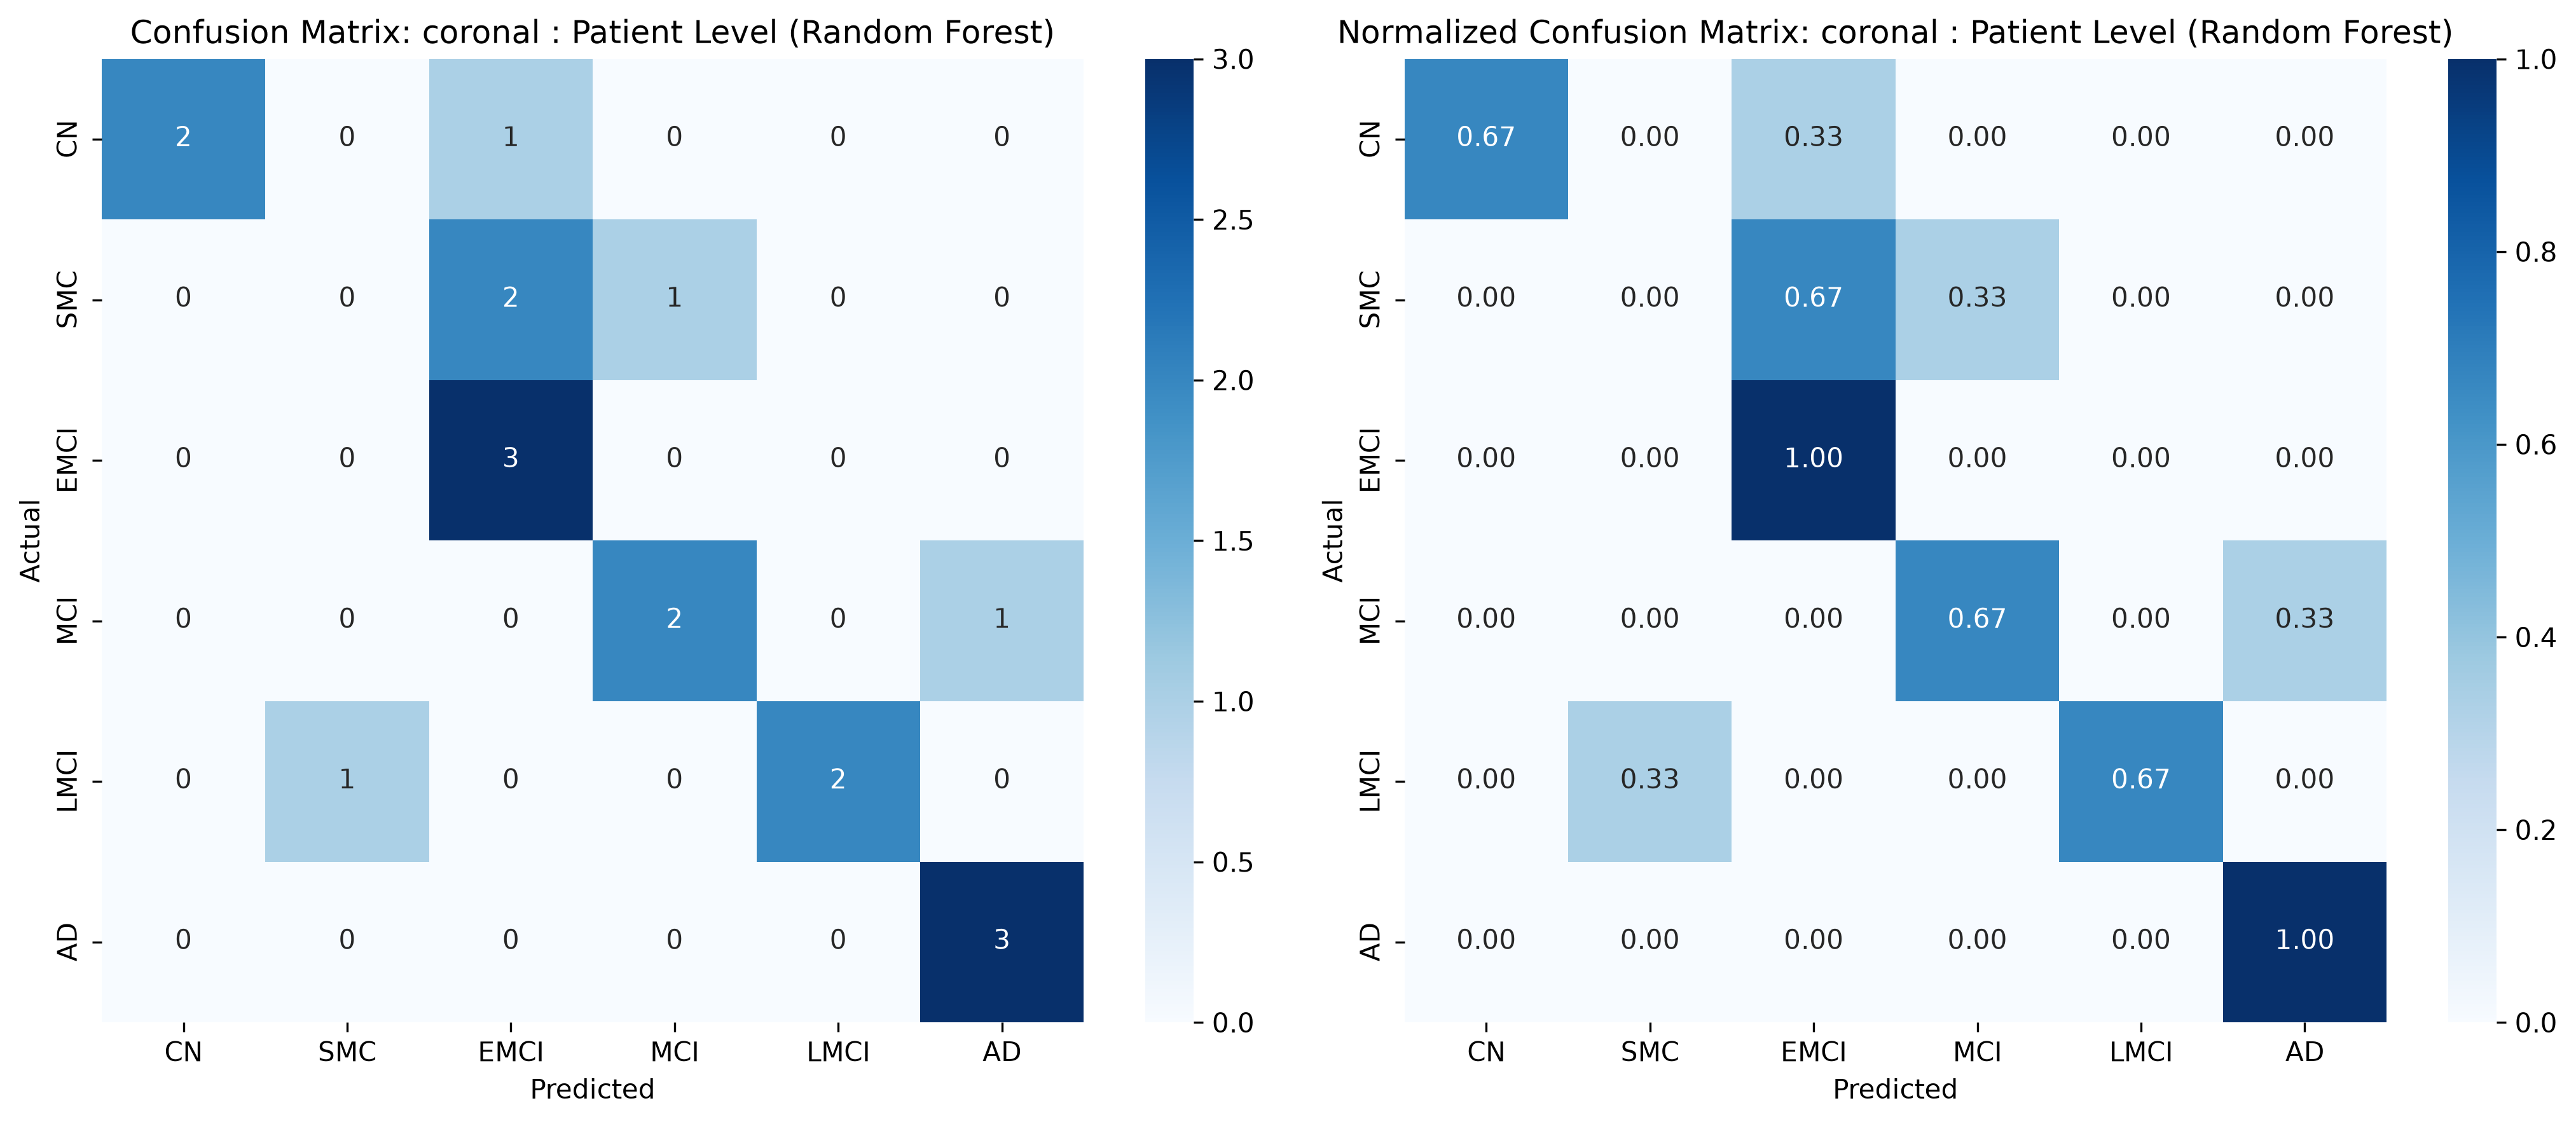 Confusion Matrix: coronal : Patient Level (Random Forest)
Actual
CN 2 0 1 0 0 0
SMC 0 0 2 1 0 0
EMCI 0 0 3 0 0 0
MCI 0 0 0 2 0 1
LMCI 0 1 0 0 2 0
AD 0 0 0 0 0 3
CN SMC EMCI MCI LMCI AD
Predicted
3.0
2.5
2.0
1.5
1.0
0.5
0.0
Normalized Confusion Matrix: coronal : Patient Level (Random Forest)
Actual
CN 0.67 0.00 0.33 0.00 0.00 0.00
SMC 0.00 0.00 0.67 0.33 0.00 0.00
EMCI 0.00 0.00 1.00 0.00 0.00 0.00
MCI 0.00 0.00 0.00 0.67 0.00 0.33
LMCI 0.00 0.33 0.00 0.00 0.67 0.00
AD 0.00 0.00 0.00 0.00 0.00 1.00
CN SMC EMCI MCI LMCI AD
Predicted
1.0
0.8
0.6
0.4
0.2
0.0